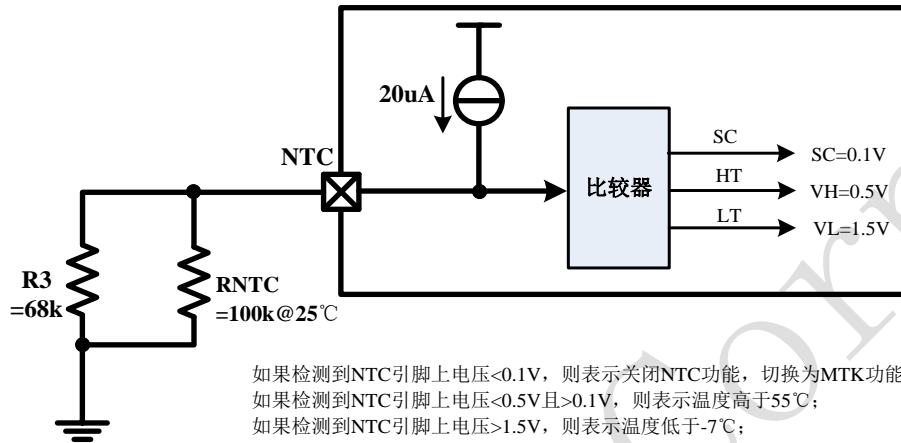 20uA
NTC
SC
SC=0.1V
比较器
HT
VH=0.5V
LT
VL=1.5V
R3
=68k
RNTC
=100k@25℃
如果检测到NTC引脚上电压<0.1V，则表示关闭NTC功能，切换为MTK功能
如果检测到NTC引脚上电压<0.5V且>0.1V，则表示温度高于55℃；
如果检测到NTC引脚上电压>1.5V，则表示温度低于-7℃；
Corp